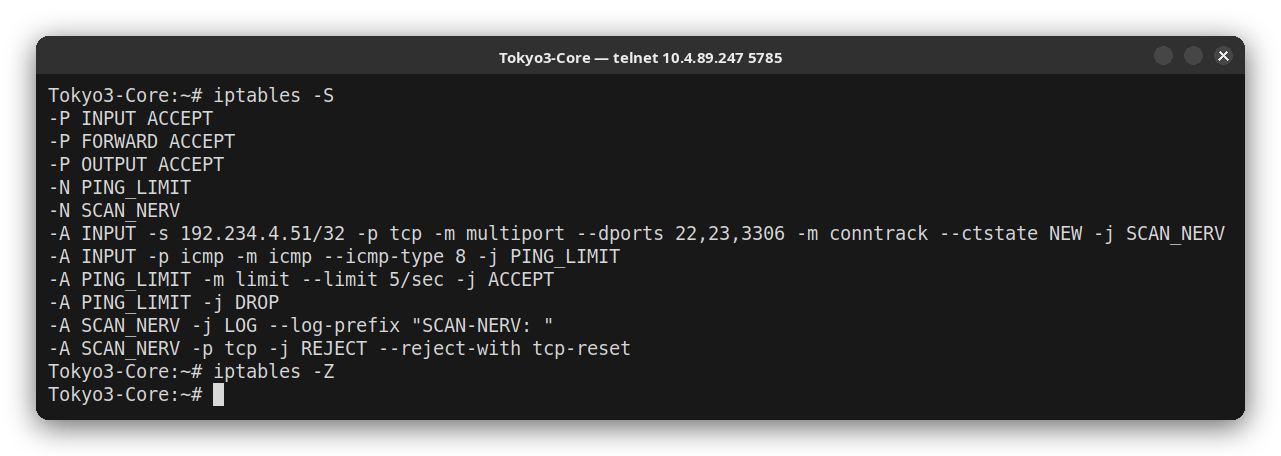 Tokyo3-Core — telnet 10.4.89.247 5785
Tokyo3-Core:~# iptables -S
-P INPUT ACCEPT
-P FORWARD ACCEPT
-P OUTPUT ACCEPT
-N PING_LIMIT
-N SCAN_NERV
-A INPUT -s 192.234.4.51/32 -p tcp -m multiport --dports 22,23,3306 -m conntrack --ctstate NEW -j SCAN_NERV
-A INPUT -p icmp -m icmp --icmp-type 8 -j PING_LIMIT
-A PING_LIMIT -m limit --limit 5/sec -j ACCEPT
-A PING_LIMIT -j DROP
-A SCAN_NERV -j LOG --log-prefix "SCAN-NERV: "
-A SCAN_NERV -p tcp -j REJECT --reject-with tcp-reset
Tokyo3-Core:~# iptables -Z
Tokyo3-Core:~#